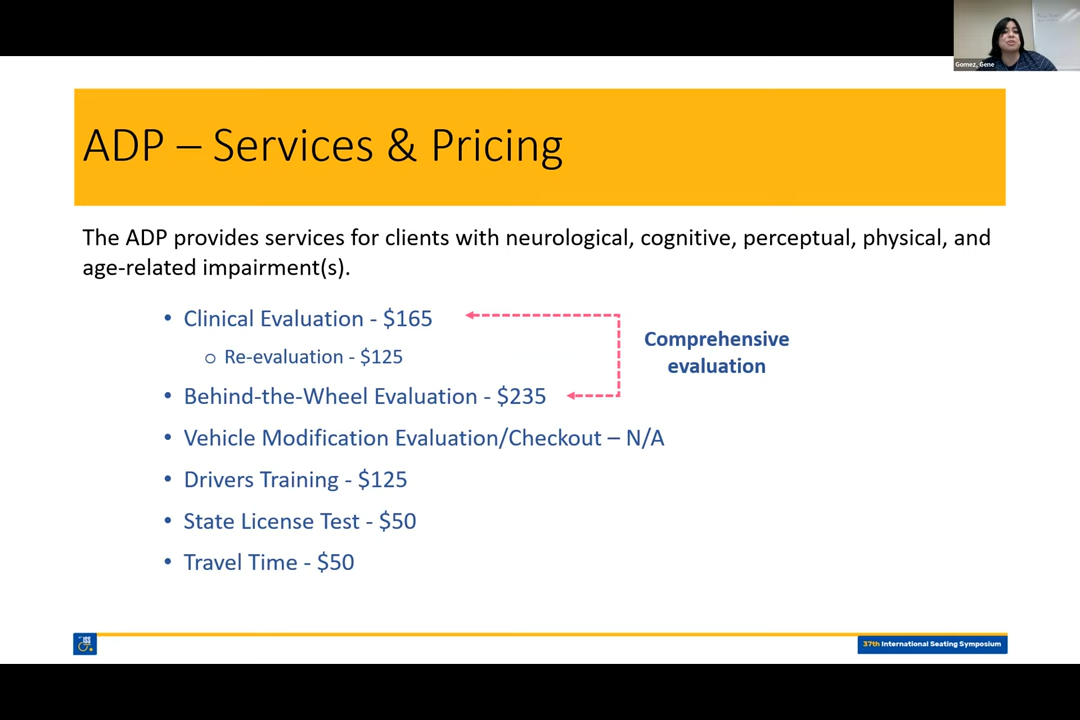 Gomez, Gene
ADP – Services & Pricing
The ADP provides services for clients with neurological, cognitive, perceptual, physical, and
age-related impairment(s).
• Clinical Evaluation - $165
o Re-evaluation - $125
Comprehensive
evaluation
• Behind-the-Wheel Evaluation - $235
• Vehicle Modification Evaluation/Checkout – N/A
• Drivers Training - $125
• State License Test - $50
• Travel Time - $50
37th International Seating Symposium